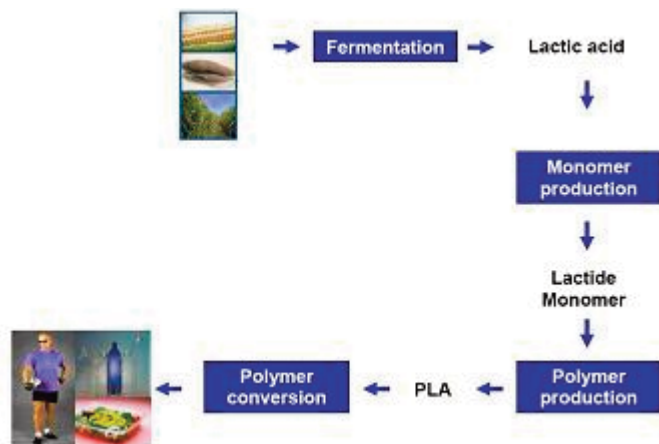 Fermentation
Lactic acid
Monomer
production
Lactide
Monomer
Polymer
production
PLA
Polymer
conversion